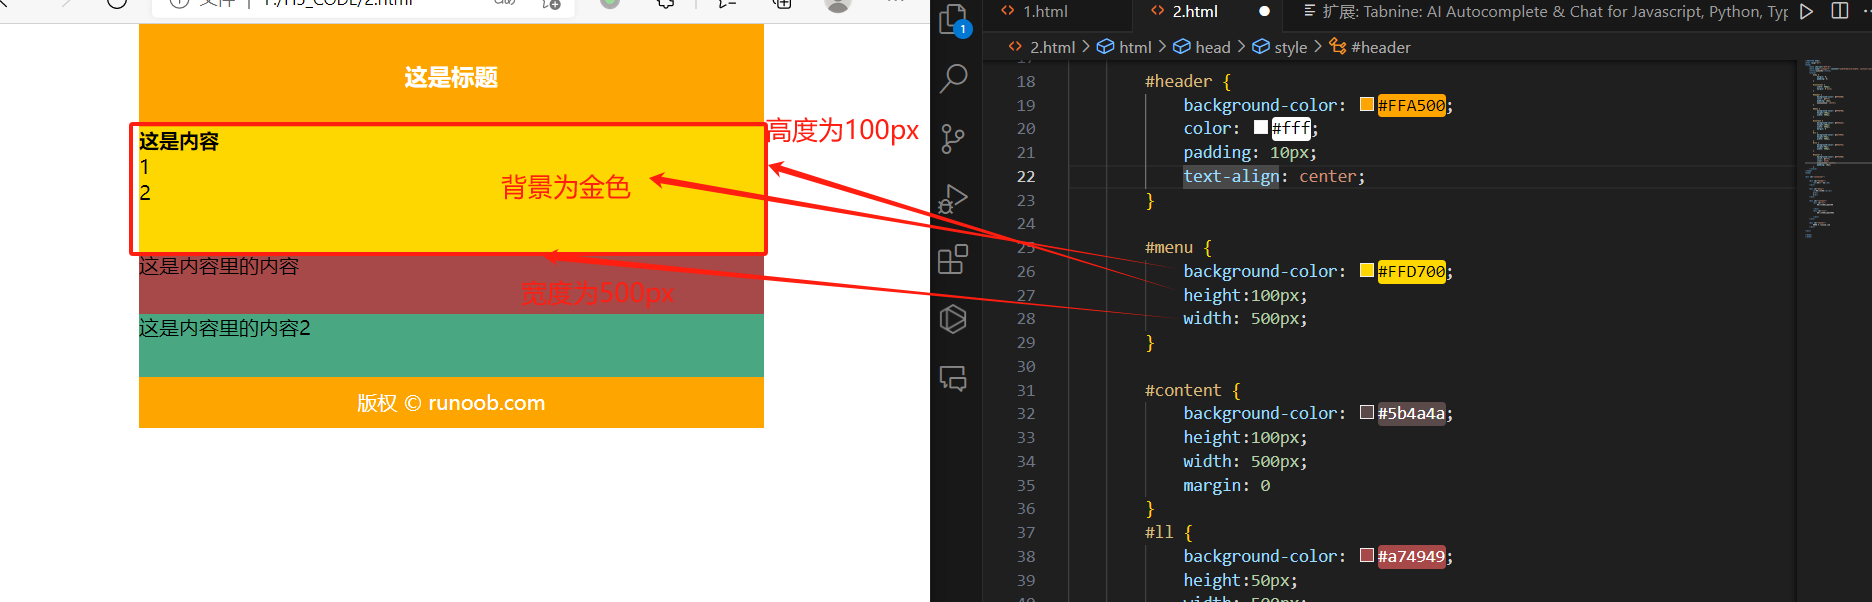 文件
F:/H5_CODE/2.html
这是标题
这是内容
1
2
高度为100px
背景为金色
这是内容里的内容
宽度为500px
这是内容里的内容2
版权 © runoob.com
1
1.html
2.html
扩展: Tabnine: AI Autocomplete & Chat for Javascript, Python, Typ
2.html > html > head > style > #header
17
18 #header {
19 background-color: #FFA500;
20 color: #fff;
21 padding: 10px;
22 text-align: center;
23 }
24
25 #menu {
26 background-color: #FFD700;
27 height:100px;
28 width: 500px;
29 }
30
31 #content {
32 background-color: #5b4a4a;
33 height:100px;
34 width: 500px;
35 margin: 0
36 }
37 #ll {
38 background-color: #a74949;
39 height:50px;
40 width: 500px;